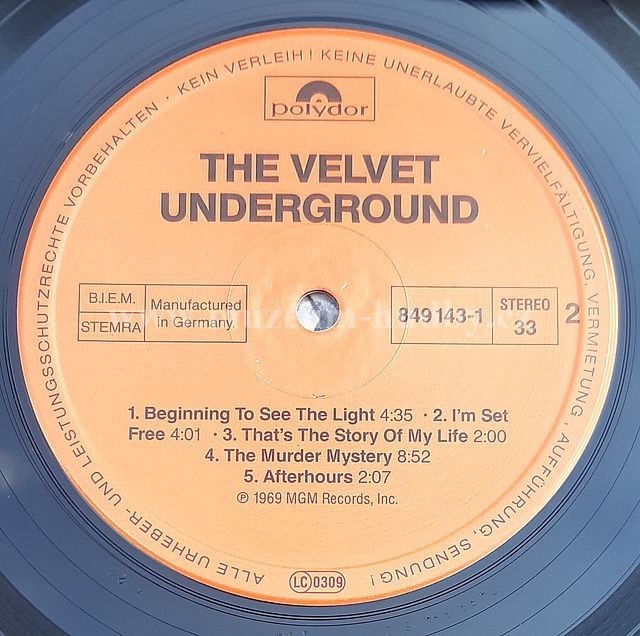 ALLE URHEBER- UND LEISTUNGSSCHUTZRECHTE VORBEHALTEN · KEIN VERLEIH! KEINE UNERLAUBTE VERVIELFÄLTIGUNG, VERMIETUNG, AUFFÜHRUNG, SENDUNG!
polydor
THE VELVET
UNDERGROUND
B.I.E.M.
STEMRA
Manufactured
in Germany.
849 143-1
STEREO
33
2
1. Beginning To See The Light 4:35 · 2. I'm Set
Free 4:01 · 3. That's The Story Of My Life 2:00
4. The Murder Mystery 8:52
5. Afterhours 2:07
℗ 1969 MGM Records, Inc.
LC 0309